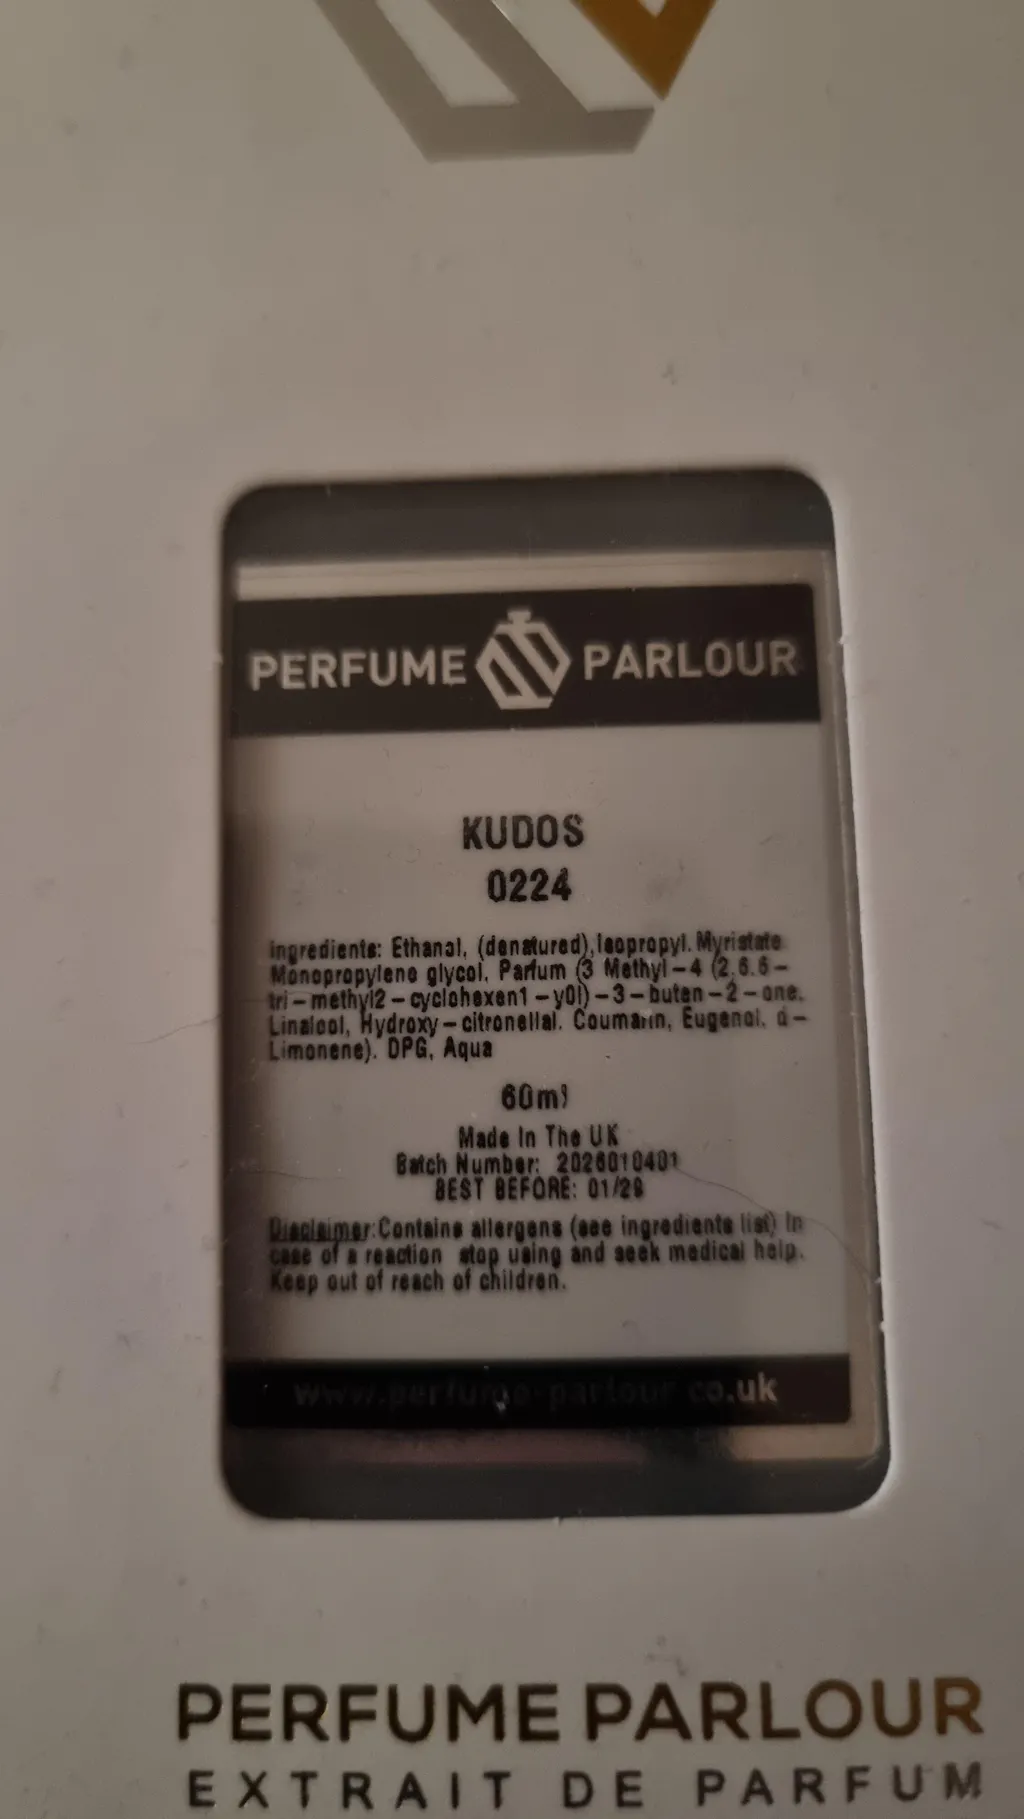 PERFUME PARLOUR
KUDOS
0224
Ingredients: Ethanol, (denatured), Isopropyl. Myristate
Monopropylene glycol. Parfum (3 Methyl-4 (2,6.6-
tri-methyl2-cyclohexen1-y0l)-3-buten-2-one.
Linalool, Hydroxy-citronellal. Coumarin, Eugenol. d-
Limonene). DPG, Aqua
60ml
Made In The UK
Batch Number: 2026010401
BEST BEFORE: 01/29
Disclaimer:Contains allergens (see ingredients list) In
case of a reaction stop using and seek medical help.
Keep out of reach of children.
www.perfume-parlour.co.uk
PERFUME PARLOUR
EXTRAIT DE PARFUM